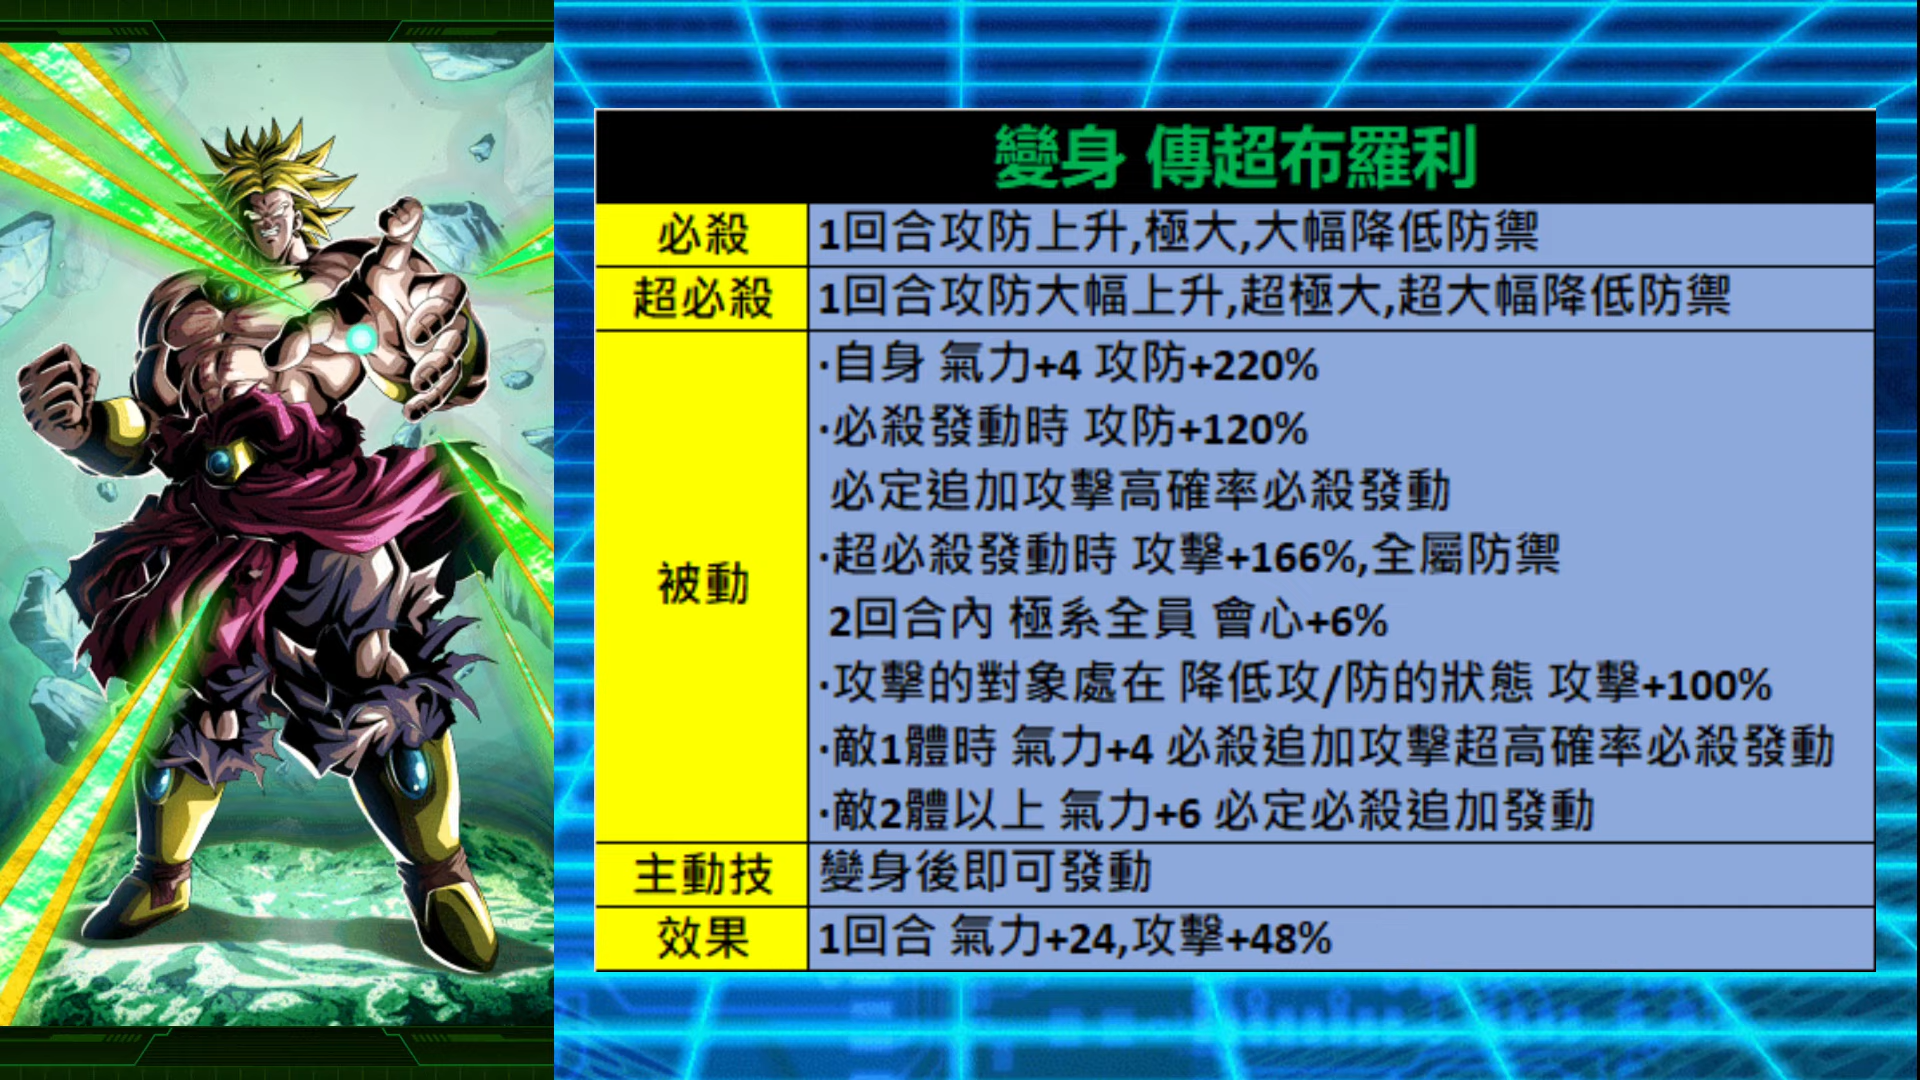 變身 傳超布羅利
必殺
1回合攻防上升,極大,大幅降低防禦
超必殺
1回合攻防大幅上升,超極大,超大幅降低防禦
被動
·自身 氣力+4 攻防+220%
·必殺發動時 攻防+120%
必定追加攻擊高確率必殺發動
·超必殺發動時 攻擊+166%,全屬防禦
2回合內 極系全員 會心+6%
·攻擊的對象處在 降低攻/防的狀態 攻擊+100%
·敵1體時 氣力+4 必殺追加攻擊超高確率必殺發動
·敵2體以上 氣力+6 必定必殺追加發動
主動技
變身後即可發動
效果
1回合 氣力+24,攻擊+48%